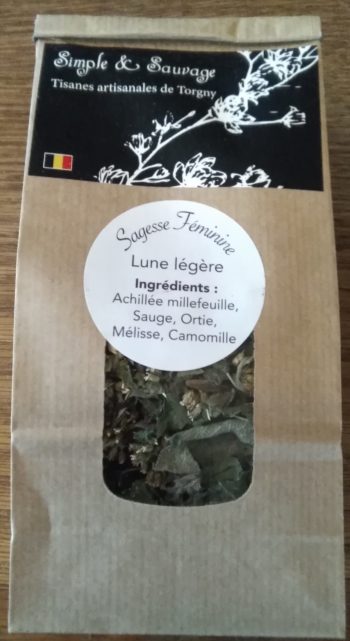 Simple & Sauvage
Tisanes artisanales de Torgny
Sagesse Féminine
Lune légère
Ingrédients :
Achillée millefeuille,
Sauge, Ortie,
Mélisse, Camomille